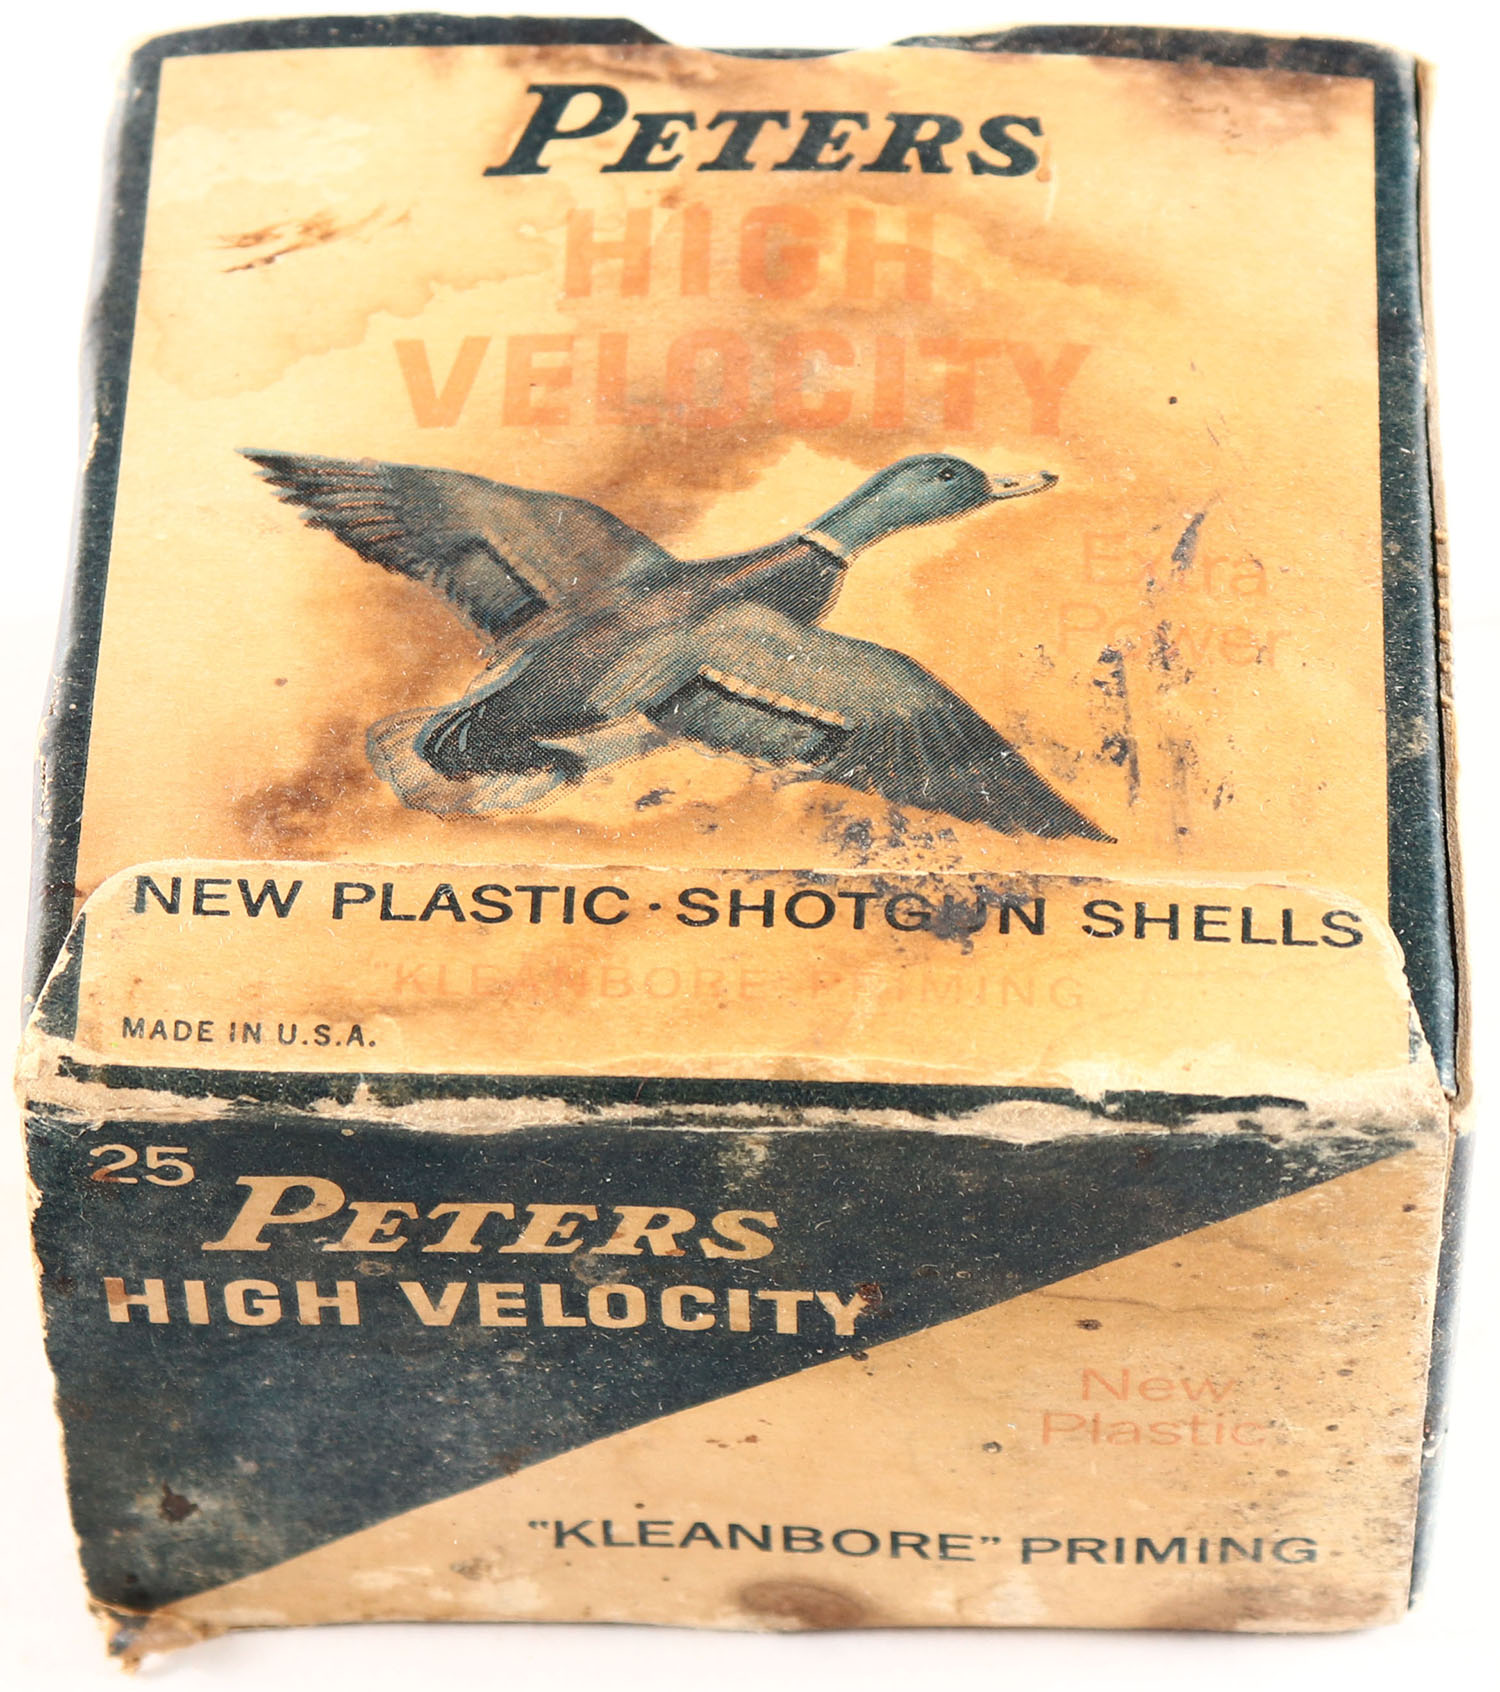 PETERS
HIGH
VELOCITY
Extra
Power
NEW PLASTIC · SHOTGUN SHELLS
"KLEANBORE" PRIMING
MADE IN U.S.A.
25
PETERS
HIGH VELOCITY
New
Plastic
"KLEANBORE" PRIMING